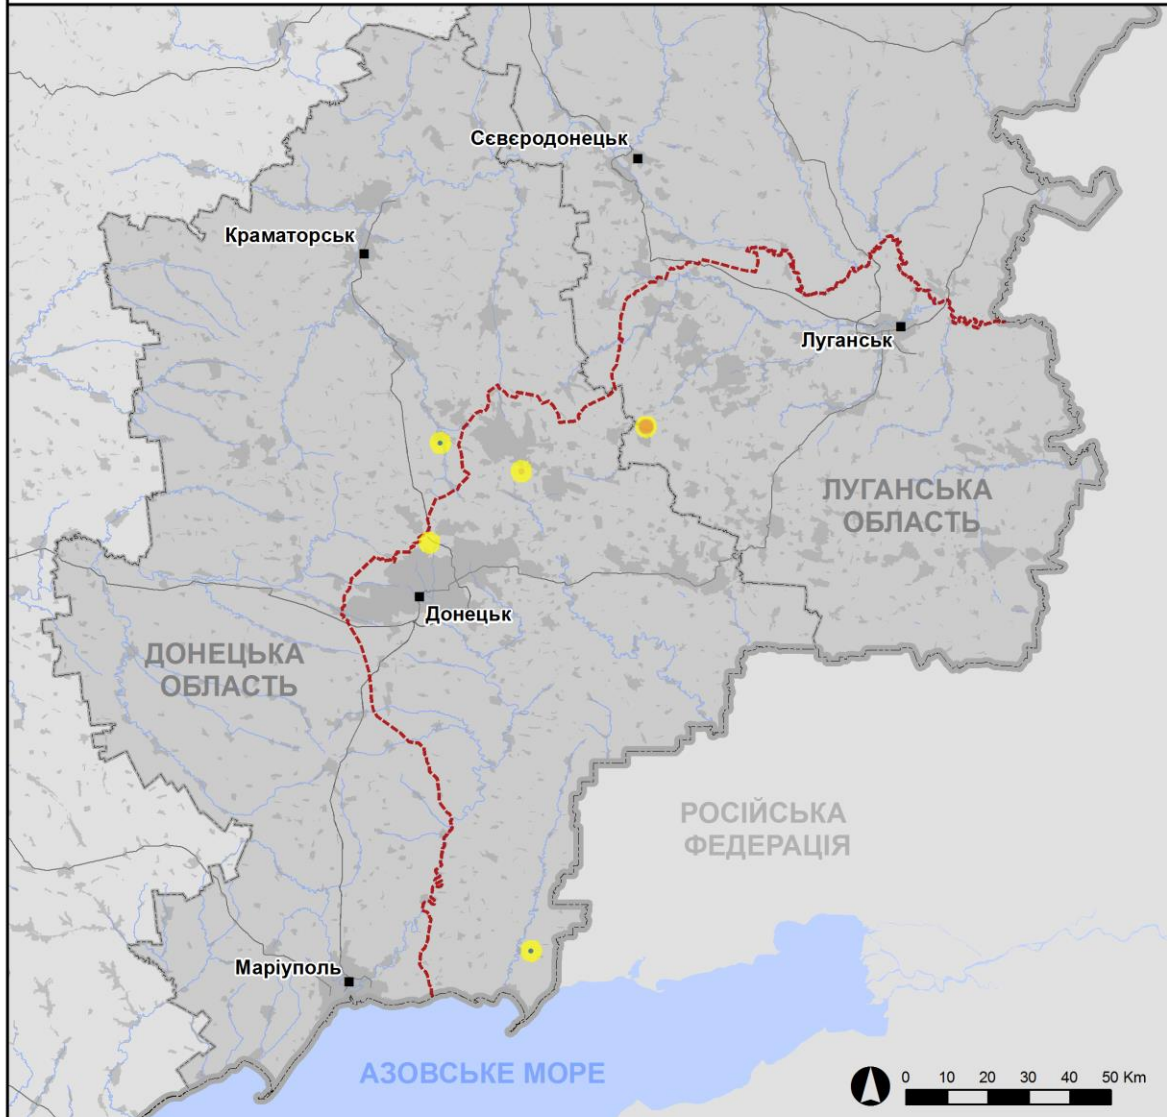 Сєвєродонецьк
Краматорськ
Луганськ
ЛУГАНСЬКА
ОБЛАСТЬ
Донецьк
ДОНЕЦЬКА
ОБЛАСТЬ
РОСІЙСЬКА
ФЕДЕРАЦІЯ
Маріуполь
АЗОВСЬКЕ МОРЕ
0 10 20 30 40 50 Km